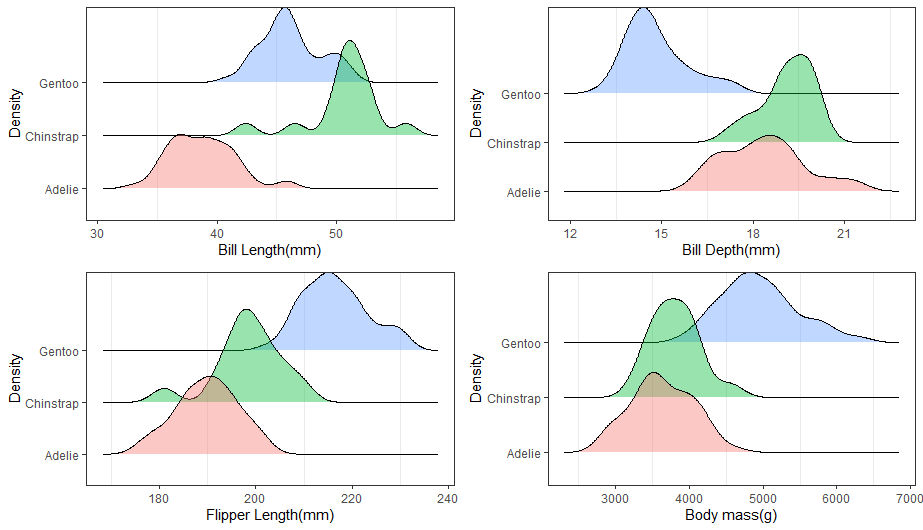 Density
Gentoo
Chinstrap
Adelie
30 40 50
Bill Length(mm)
Density
Gentoo
Chinstrap
Adelie
12 15 18 21
Bill Depth(mm)
Density
Gentoo
Chinstrap
Adelie
180 200 220 240
Flipper Length(mm)
Density
Gentoo
Chinstrap
Adelie
3000 4000 5000 6000 7000
Body mass(g)